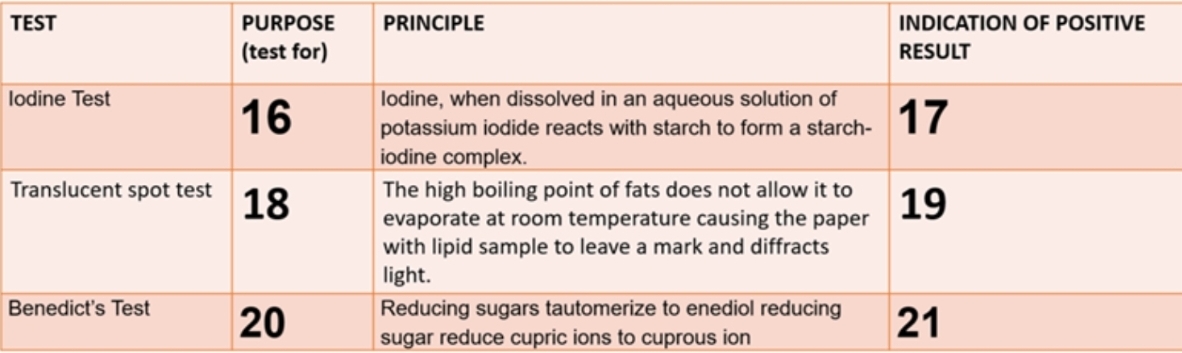 TEST
PURPOSE
(test for)
PRINCIPLE
INDICATION OF POSITIVE
RESULT
Iodine Test
16
Iodine, when dissolved in an aqueous solution of
potassium iodide reacts with starch to form a starch-
iodine complex.
17
Translucent spot test
18
The high boiling point of fats does not allow it to
evaporate at room temperature causing the paper
with lipid sample to leave a mark and diffracts
light.
19
Benedict's Test
20
Reducing sugars tautomerize to enediol reducing
sugar reduce cupric ions to cuprous ion
21